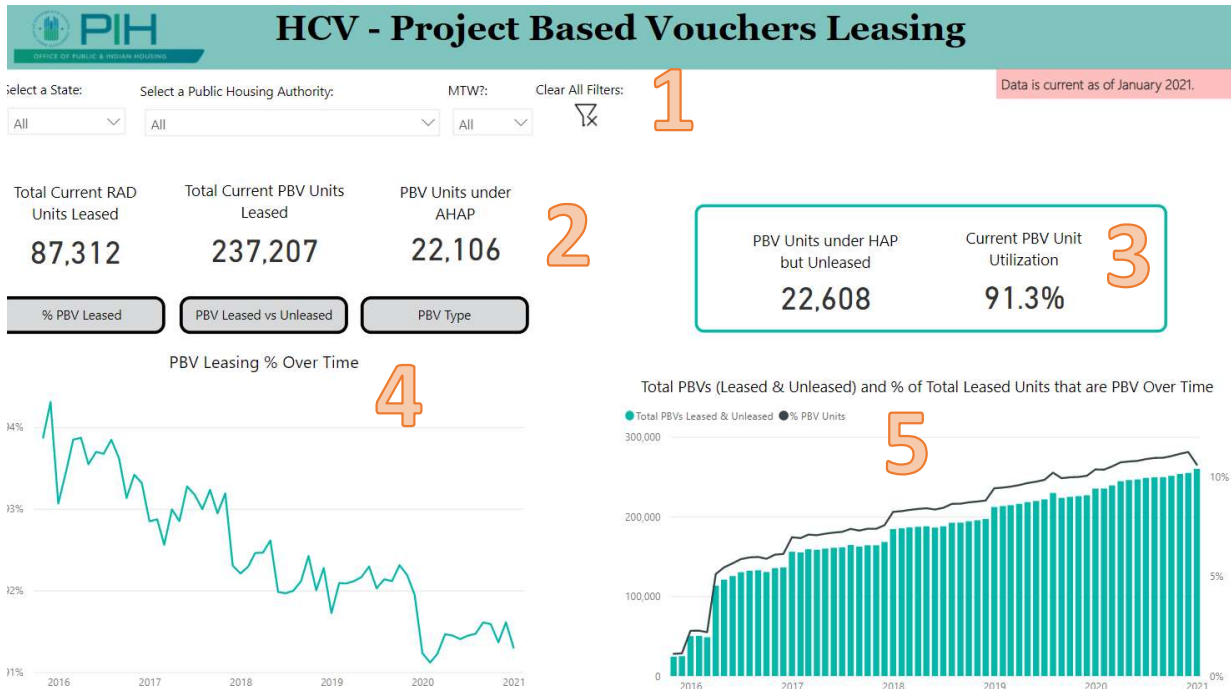 PIH
OFFICE OF PUBLIC & INDIAN HOUSING
HCV - Project Based Vouchers Leasing
Data is current as of January 2021.
Select a State:
All
Select a Public Housing Authority:
All
MTW?:
All
Clear All Filters:
1
Total Current RAD
Units Leased
87,312
Total Current PBV Units
Leased
237,207
PBV Units under
AHAP
22,106
2
PBV Units under HAP
but Unleased
22,608
Current PBV Unit
Utilization
91.3%
3
% PBV Leased
PBV Leased vs Unleased
PBV Type
PBV Leasing % Over Time
4
94%
93%
92%
91%
2016
2017
2018
2019
2020
2021
Total PBVs (Leased & Unleased) and % of Total Leased Units that are PBV Over Time
Total PBVs Leased & Unleased
% PBV Units
5
300,000
200,000
100,000
0
10%
5%
0%
2016
2017
2018
2019
2020
2021